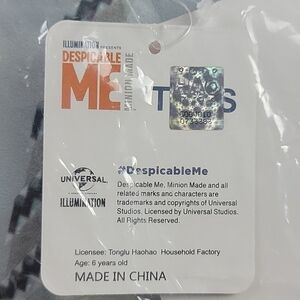 ILLUMINATION PRESENTS
DESPICABLE
ME
MINION MADE
UNIVERSAL
ILLUMINATION
#DespicableMe
Despicable Me, Minion Made and all
related marks and characters are
trademarks and copyrights of Universal
Studios. Licensed by Universal Studios.
All Rights Reserved.
Licensee: Tonglu Haohao Household Factory
Age: 6 years old
MADE IN CHINA